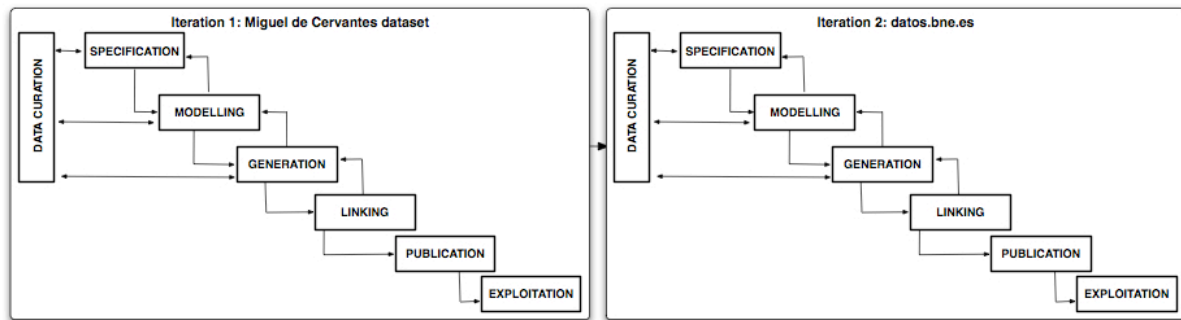 Iteration 1: Miguel de Cervantes dataset
DATA CURATION
SPECIFICATION
MODELLING
GENERATION
LINKING
PUBLICATION
EXPLOITATION
Iteration 2: datos.bne.es
DATA CURATION
SPECIFICATION
MODELLING
GENERATION
LINKING
PUBLICATION
EXPLOITATION